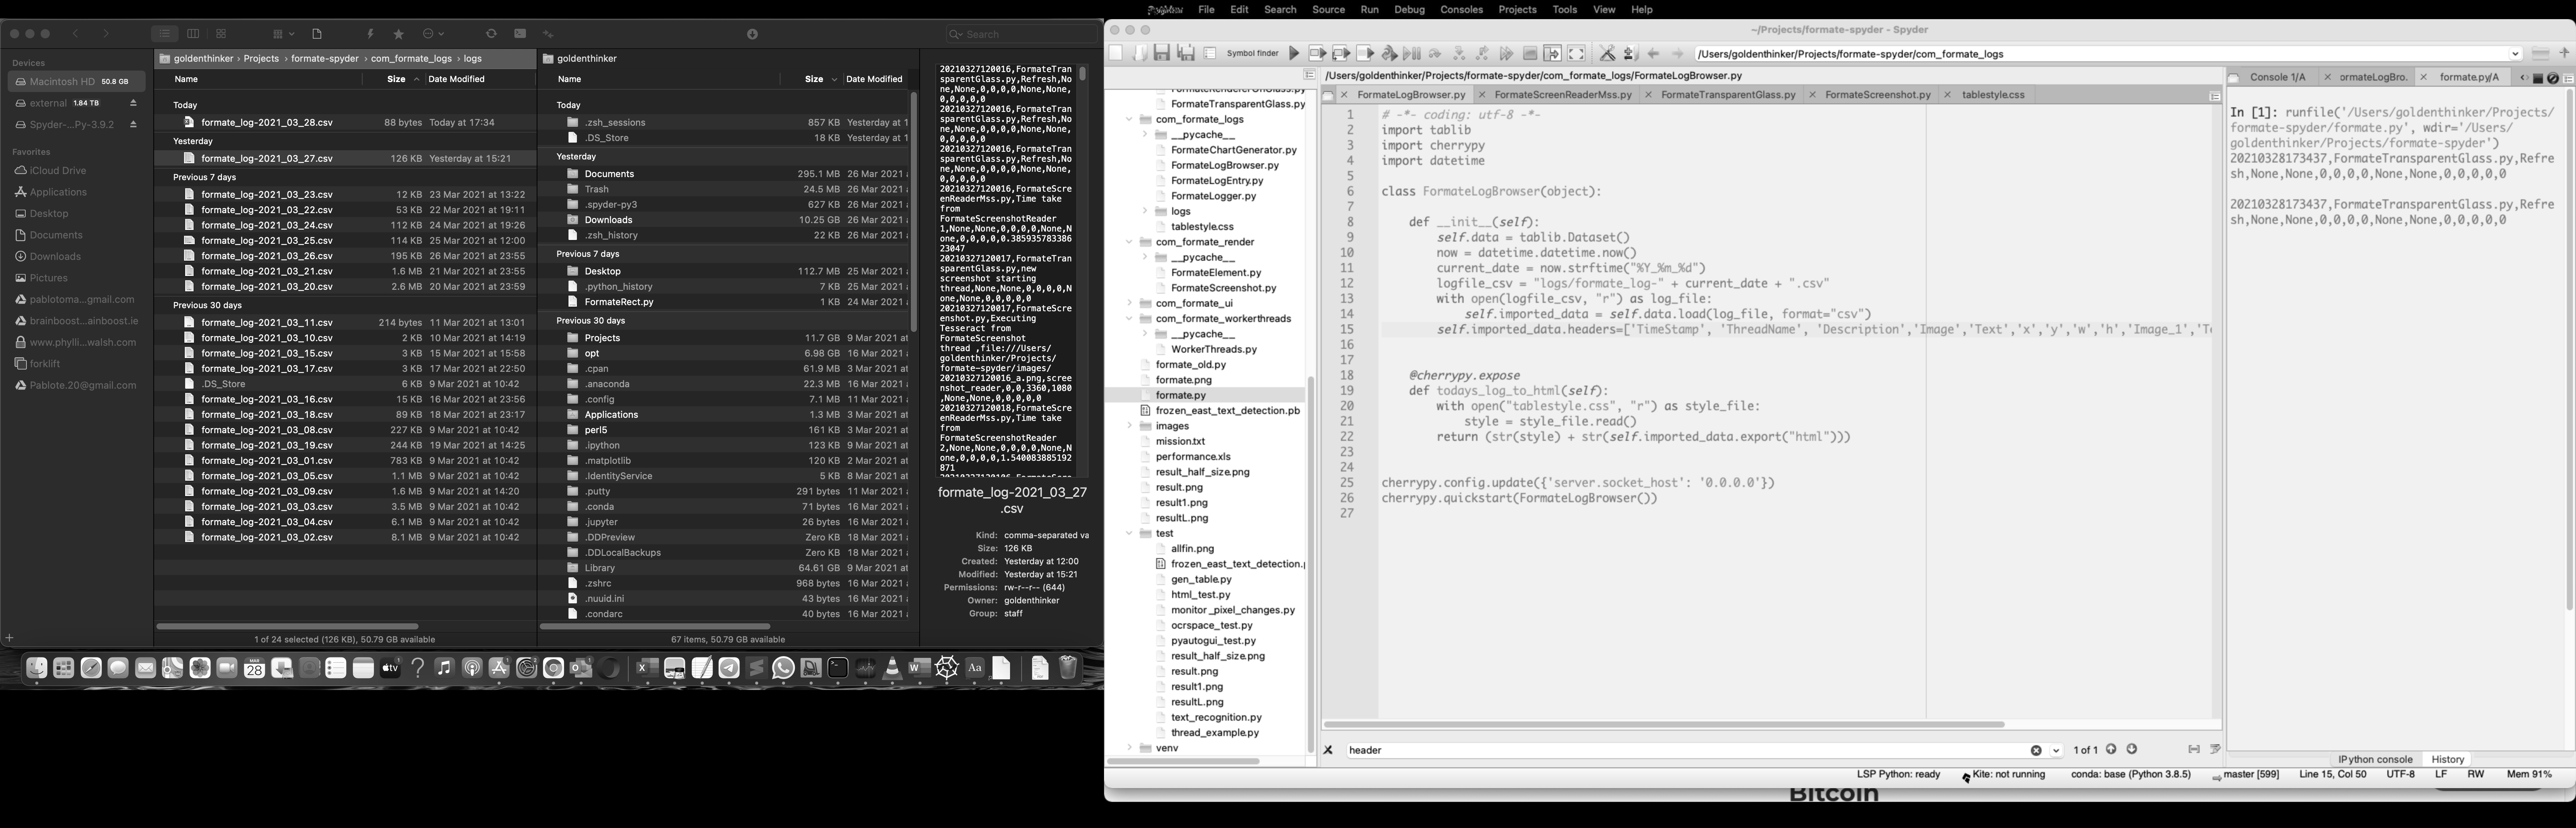 Search
Devices
Macintosh HD 50.8 GB
external 1.84 TB
Spyder-...Py-3.9.2
Favorites
iCloud Drive
Applications
Desktop
Documents
Downloads
Pictures
pablotoma...gmail.com
brainboost...ainboost.ie
www.phylli...walsh.com
forklift
Pablote.20@gmail.com
goldenthinker › Projects › formate-spyder › com_formate_logs › logs
Name Size Date Modified
Today
formate_log-2021_03_28.csv 88 bytes Today at 17:34
Yesterday
formate_log-2021_03_27.csv 126 KB Yesterday at 15:21
Previous 7 days
formate_log-2021_03_23.csv 12 KB 23 Mar 2021 at 13:22
formate_log-2021_03_22.csv 53 KB 22 Mar 2021 at 19:11
formate_log-2021_03_24.csv 112 KB 24 Mar 2021 at 19:26
formate_log-2021_03_25.csv 114 KB 25 Mar 2021 at 12:00
formate_log-2021_03_26.csv 195 KB 26 Mar 2021 at 23:55
formate_log-2021_03_21.csv 1.6 MB 21 Mar 2021 at 23:55
formate_log-2021_03_20.csv 2.6 MB 20 Mar 2021 at 23:59
Previous 30 days
formate_log-2021_03_11.csv 214 bytes 11 Mar 2021 at 13:01
formate_log-2021_03_10.csv 2 KB 10 Mar 2021 at 14:19
formate_log-2021_03_15.csv 3 KB 15 Mar 2021 at 15:58
formate_log-2021_03_17.csv 3 KB 17 Mar 2021 at 22:50
.DS_Store 6 KB 9 Mar 2021 at 10:42
formate_log-2021_03_16.csv 15 KB 16 Mar 2021 at 23:56
formate_log-2021_03_18.csv 89 KB 18 Mar 2021 at 23:17
formate_log-2021_03_08.csv 227 KB 9 Mar 2021 at 10:42
formate_log-2021_03_19.csv 244 KB 19 Mar 2021 at 14:25
formate_log-2021_03_01.csv 783 KB 9 Mar 2021 at 10:42
formate_log-2021_03_05.csv 1.1 MB 9 Mar 2021 at 10:42
formate_log-2021_03_09.csv 1.6 MB 9 Mar 2021 at 14:20
formate_log-2021_03_03.csv 3.5 MB 9 Mar 2021 at 10:42
formate_log-2021_03_04.csv 6.1 MB 9 Mar 2021 at 10:42
formate_log-2021_03_02.csv 8.1 MB 9 Mar 2021 at 10:42
1 of 24 selected (126 KB), 50.79 GB available
goldenthinker
Name Size Date Modified
Today
.zsh_sessions 857 KB Yesterday at 1
.DS_Store 18 KB Yesterday at 1
Yesterday
Documents 295.1 MB 26 Mar 2021
Trash 24.5 MB 26 Mar 2021
.spyder-py3 627 KB 26 Mar 2021
Downloads 10.25 GB 26 Mar 2021
.zsh_history 22 KB 26 Mar 2021
Previous 7 days
Desktop 112.7 MB 25 Mar 2021
.python_history 7 KB 25 Mar 2021
FormateRect.py 1 KB 24 Mar 2021
Previous 30 days
Projects 11.7 GB 9 Mar 2021 at
opt 6.98 GB 16 Mar 2021
.cpan 61.9 MB 3 Mar 2021 at
.anaconda 22.3 MB 16 Mar 2021
.config 7.1 MB 11 Mar 2021
Applications 1.3 MB 3 Mar 2021 at
perl5 161 KB 3 Mar 2021 at
.ipython 123 KB 9 Mar 2021 at
.matplotlib 120 KB 2 Mar 2021 at
.IdentityService 5 KB 8 Mar 2021 at
.putty 291 bytes 11 Mar 2021
.conda 71 bytes 16 Mar 2021
.jupyter 26 bytes 16 Mar 2021
.DDPreview Zero KB 18 Mar 2021
.DDLocalBackups Zero KB 18 Mar 2021
Library 64.61 GB 9 Mar 2021 at
.zshrc 968 bytes 16 Mar 2021
.nuuid.ini 43 bytes 16 Mar 2021
.condarc 40 bytes 16 Mar 2021
67 items, 50.79 GB available
20210327120016,FormateTran
sparentGlass.py,Refresh,No
ne,None,0,0,0,0,None,None,
0,0,0,0,0
20210327120016,FormateTran
sparentGlass.py,Refresh,No
ne,None,0,0,0,0,None,None,
0,0,0,0,0
20210327120016,FormateTran
sparentGlass.py,Refresh,No
ne,None,0,0,0,0,None,None,
0,0,0,0,0
20210327120016,FormateScre
enReaderMss.py,Time take
from
FormateScreenshotReader
1,None,None,0,0,0,0,None,N
one,0,0,0,0,0.385935783386
23047
20210327120017,FormateTran
sparentGlass.py,new
screenshot starting
thread,None,None,0,0,0,0,N
one,None,0,0,0,0,0
20210327120017,FormateScre
enshot.py,Executing
Tesseract from
FormateScreenshot
thread ,file:///Users/
goldenthinker/Projects/
formate-spyder/images/
20210327120016_a.png,scree
nshot_reader,0,0,3360,1080
,None,None,0,0,0,0,0
20210327120018,FormateScre
enReaderMss.py,Time take
from
FormateScreenshotReader
2,None,None,0,0,0,0,None,N
one,0,0,0,0,1.540083885192
871
formate_log-2021_03_27
.csv
Kind: comma-separated va
Size: 126 KB
Created: Yesterday at 12:00
Modified: Yesterday at 15:21
Permissions: rw-r--r-- (644)
Owner: goldenthinker
Group: staff
MAR
28
tv
Aa
File Edit Search Source Run Debug Consoles Projects Tools View Help
~/Projects/formate-spyder - Spyder
Symbol finder
/Users/goldenthinker/Projects/formate-spyder/com_formate_logs
FormateTransparentGlass.py
com_formate_logs
__pycache__
FormateChartGenerator.py
FormateLogBrowser.py
FormateLogEntry.py
FormateLogger.py
logs
tablestyle.css
com_formate_render
__pycache__
FormateElement.py
FormateScreenshot.py
com_formate_ui
com_formate_workerthreads
__pycache__
WorkerThreads.py
formate_old.py
formate.png
formate.py
frozen_east_text_detection.pb
images
mission.txt
performance.xls
result_half_size.png
result.png
result1.png
resultL.png
test
allfin.png
frozen_east_text_detection.p
gen_table.py
html_test.py
monitor_pixel_changes.py
ocrspace_test.py
pyautogui_test.py
result_half_size.png
result.png
result1.png
resultL.png
text_recognition.py
thread_example.py
venv
/Users/goldenthinker/Projects/formate-spyder/com_formate_logs/FormateLogBrowser.py
FormateLogBrowser.py FormateScreenReaderMss.py FormateTransparentGlass.py FormateScreenshot.py tablestyle.css
1 # -*- coding: utf-8 -*-
2 import tablib
3 import cherrypy
4 import datetime
5
6 class FormateLogBrowser(object):
7
8 def __init__(self):
9 self.data = tablib.Dataset()
10 now = datetime.datetime.now()
11 current_date = now.strftime("%Y_%m_%d")
12 logfile_csv = "logs/formate_log-" + current_date + ".csv"
13 with open(logfile_csv, "r") as log_file:
14 self.imported_data = self.data.load(log_file, format="csv")
15 self.imported_data.headers=['TimeStamp', 'ThreadName', 'Description','Image','Text','x','y','w','h','Image_1','Te
16
17
18 @cherrypy.expose
19 def todays_log_to_html(self):
20 with open("tablestyle.css", "r") as style_file:
21 style = style_file.read()
22 return (str(style) + str(self.imported_data.export("html")))
23
24
25 cherrypy.config.update({'server.socket_host': '0.0.0.0'})
26 cherrypy.quickstart(FormateLogBrowser())
27
header 1 of 1
Console 1/A ormateLogBro. formate.py/A
In [1]: runfile('/Users/goldenthinker/Projects/
formate-spyder/formate.py', wdir='/Users/
goldenthinker/Projects/formate-spyder')
20210328173437,FormateTransparentGlass.py,Refre
sh,None,None,0,0,0,0,None,None,0,0,0,0,0
20210328173437,FormateTransparentGlass.py,Refre
sh,None,None,0,0,0,0,None,None,0,0,0,0,0
IPython console History
LSP Python: ready Kite: not running conda: base (Python 3.8.5) master [599] Line 15, Col 50 UTF-8 LF RW Mem 91%
Bitcoin